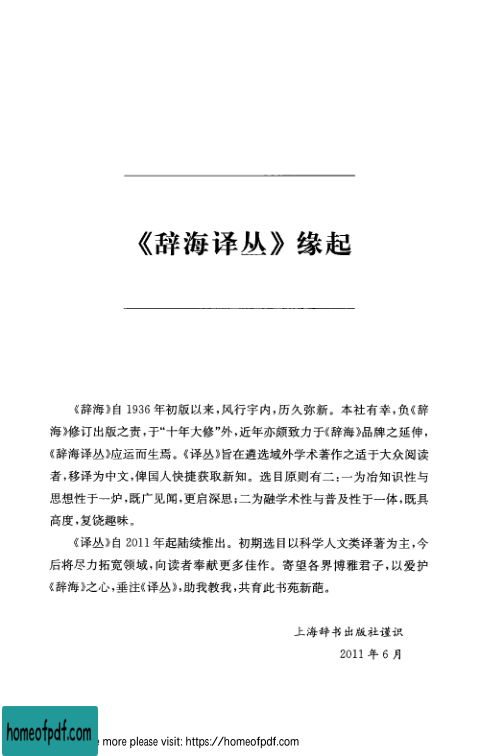 《辞海译丛》缘起
《辞海》自 1936 年初版以来,风行宇内,历久弥新。本社有幸,负《辞
海》修订出版之责,于“十年大修”外,近年亦颇致力于《辞海》品牌之延伸,
《辞海译丛》应运而生焉。《译丛》旨在遴选域外学术著作之适于大众阅读
者,移译为中文,俾国人快捷获取新知。选目原则有二:一为冶知识性与
思想性于一炉,既广见闻,更启深思;二为融学术性与普及性于一体,既具
高度,复饶趣味。
《译丛》自 2011 年起陆续推出。初期选目以科学人文类译著为主,今
后将尽力拓宽领域,向读者奉献更多佳作。寄望各界博雅君子,以爱护
《辞海》之心,垂注《译丛》,助我教我,共育此书苑新葩。
上海辞书出版社谨识
2011 年 6 月
homeofpdf.com
e more please visit: https://homeofpdf.com